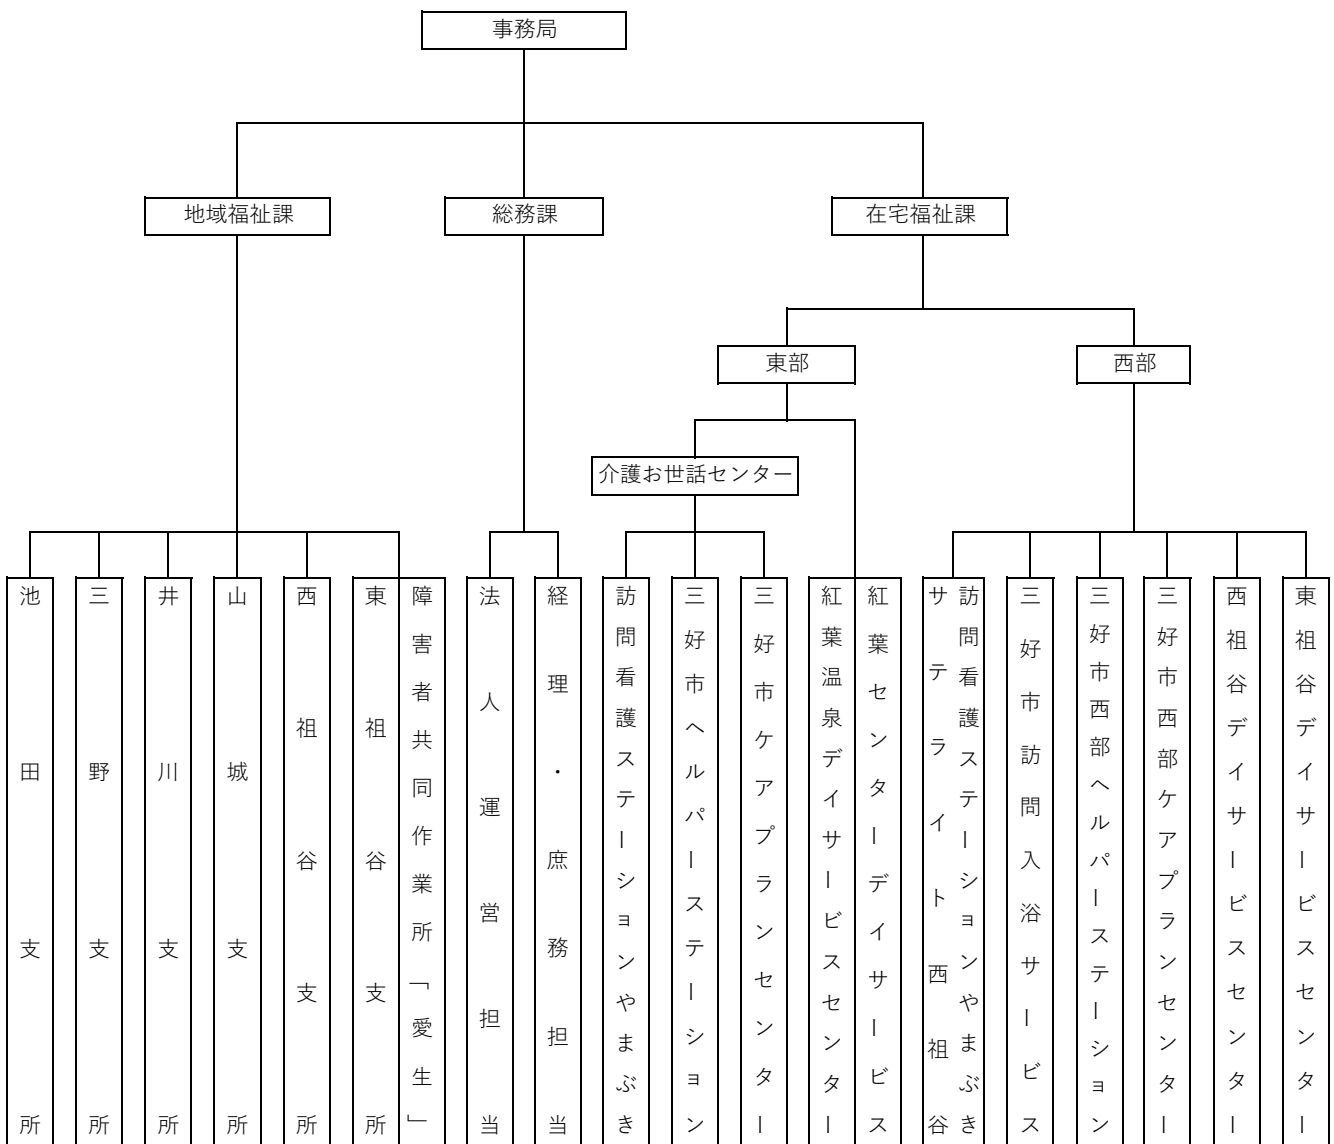 事務局
地域福祉課
総務課
在宅福祉課
東部
西部
介護お世話センター
池田支所
三野支所
井川支所
山城支所
西祖谷支所
東祖谷支所
障害者共同作業所「愛生」
法人運営担当
経理・庶務担当
訪問看護ステーションやまぶき
三好市ヘルパーステーション
三好市ケアプランセンター
紅葉温泉デイサービスセンター
紅葉センターデイサービス
訪問看護ステーションやまぶき
サテライト西祖谷
三好市訪問入浴サービス
三好市西部ヘルパーステーション
三好市西部ケアプランセンター
西祖谷デイサービスセンター
東祖谷デイサービスセンター